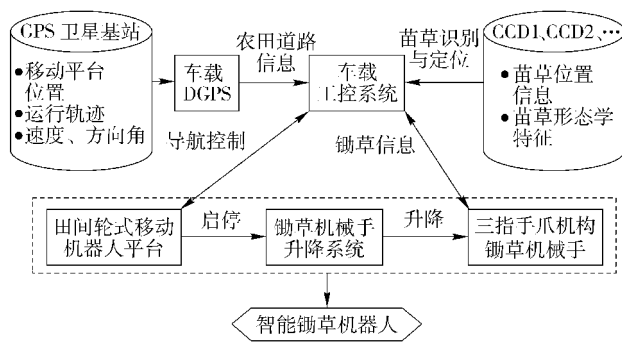 GPS 卫星基站
•移动平台
位置
•运行轨迹
•速度、方向角
车载
DGPS
农田道路
信息
车载
工控系统
苗草识别
与定位
CCD1、CCD2、…
•苗草位置
信息
•苗草形态学
特征
导航控制
锄草信息
田间轮式移动
机器人平台
启停
锄草机械手
升降系统
升降
三指手爪机构
锄草机械手
智能锄草机器人